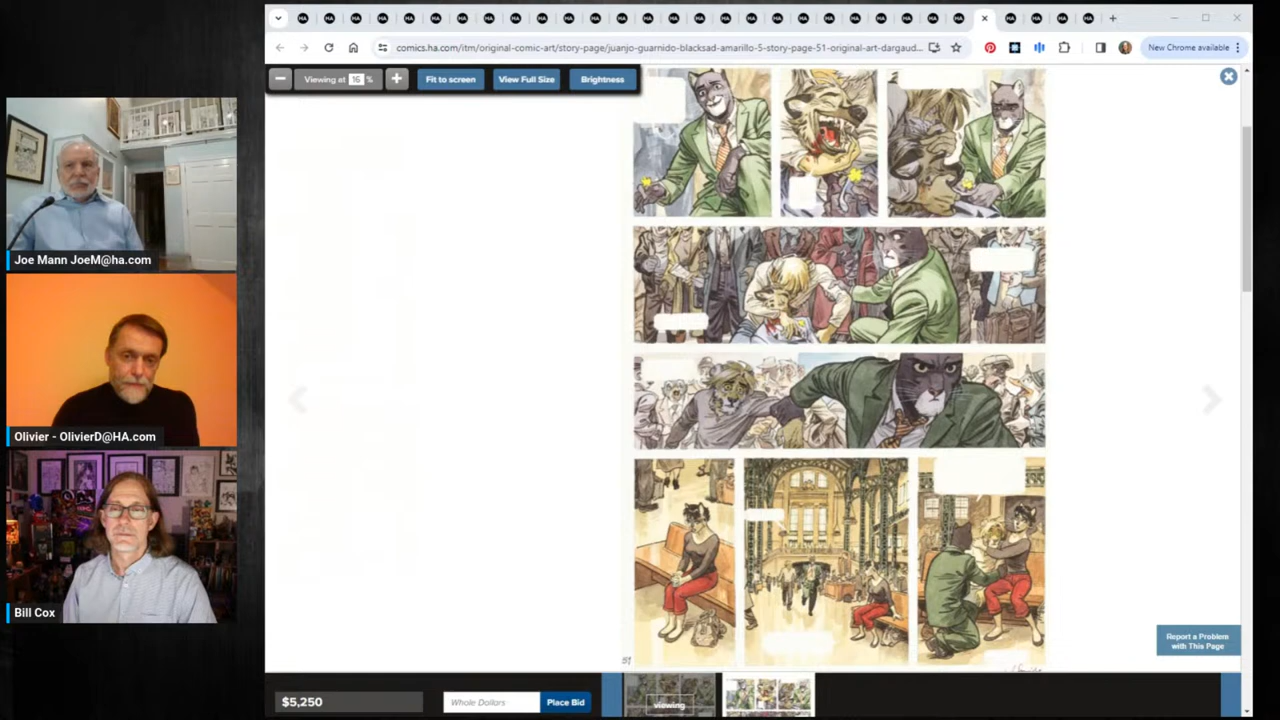 comics.ha.com/itm/original-comic-art/story-page/juanjo-guarnido-blacksad-amarillo-5-story-page-51-original-art-dargaud...
New Chrome available
Viewing at 16 %
Fit to screen
View Full Size
Brightness
Joe Mann JoeM@ha.com
Olivier - OlivierD@HA.com
Bill Cox
51
Report a Problem
with This Page
$5,250
Whole Dollars
Place Bid
viewing